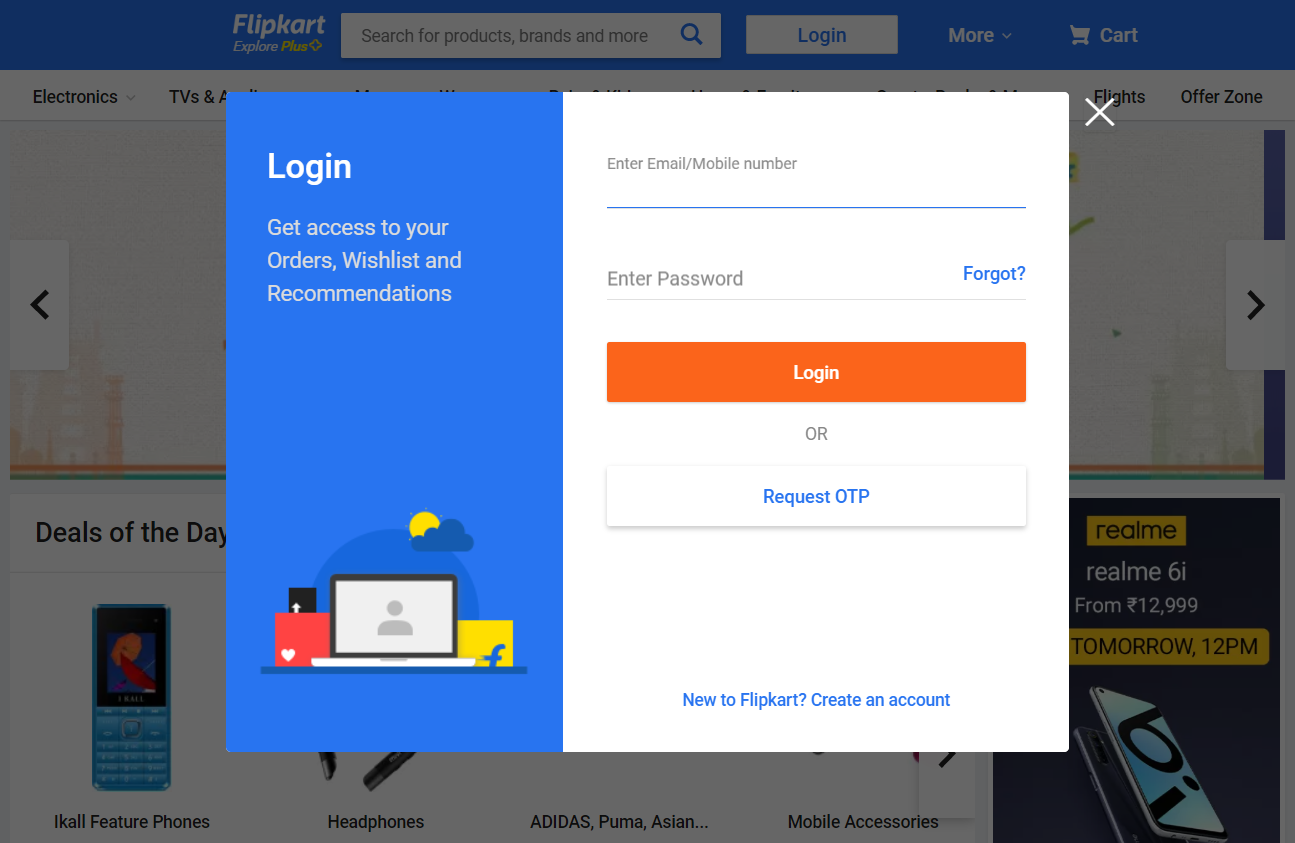 Flipkart
Explore Plus
Search for products, brands and more
Login
More
Cart
Electronics
TVs &
Flights
Offer Zone
Login
Get access to your
Orders, Wishlist and
Recommendations
Enter Email/Mobile number
Enter Password
Forgot?
Login
OR
Request OTP
New to Flipkart? Create an account
Deals of the Day
realme
realme 6i
From ₹12,999
TOMORROW, 12PM
6i
I KALL
Ikall Feature Phones
Headphones
ADIDAS, Puma, Asian...
Mobile Accessories